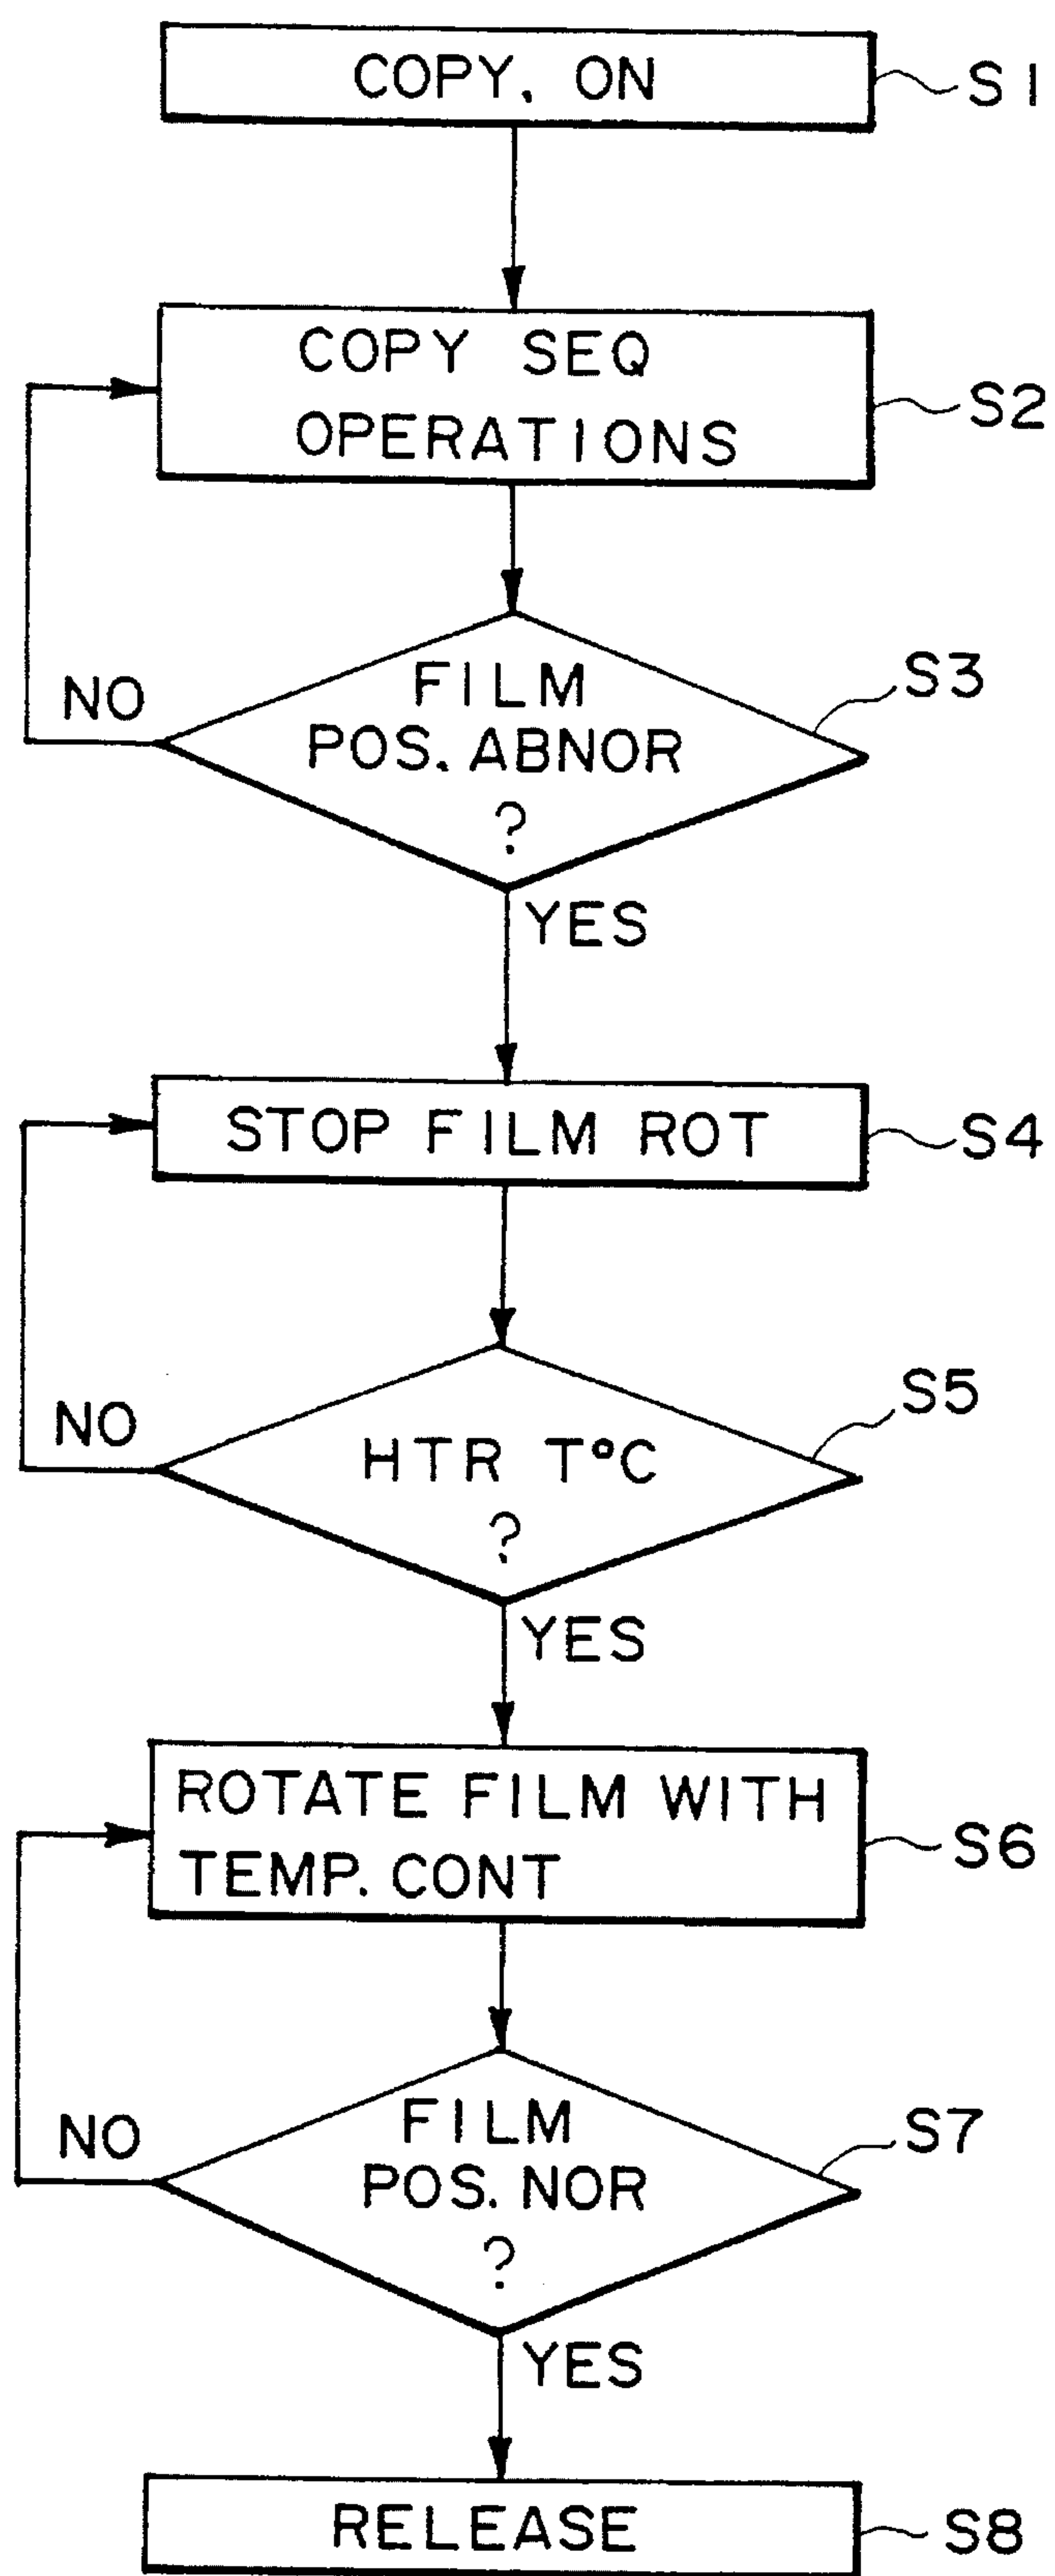 COPY. ON
S1
COPY SEQ
OPERATIONS
S2
FILM
POS. ABNOR
?
S3
NO
YES
STOP FILM ROT
S4
HTR T°C
?
S5
NO
YES
ROTATE FILM WITH
TEMP. CONT
S6
FILM
POS. NOR
?
S7
NO
YES
RELEASE
S8